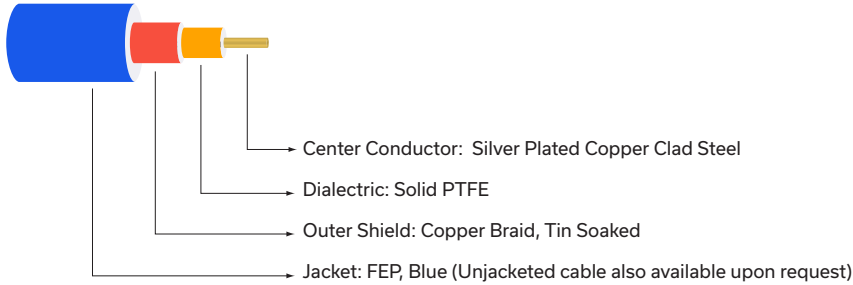 Center Conductor: Silver Plated Copper Clad Steel
Dialectric: Solid PTFE
Outer Shield: Copper Braid, Tin Soaked
Jacket: FEP, Blue (Unjacketed cable also available upon request)